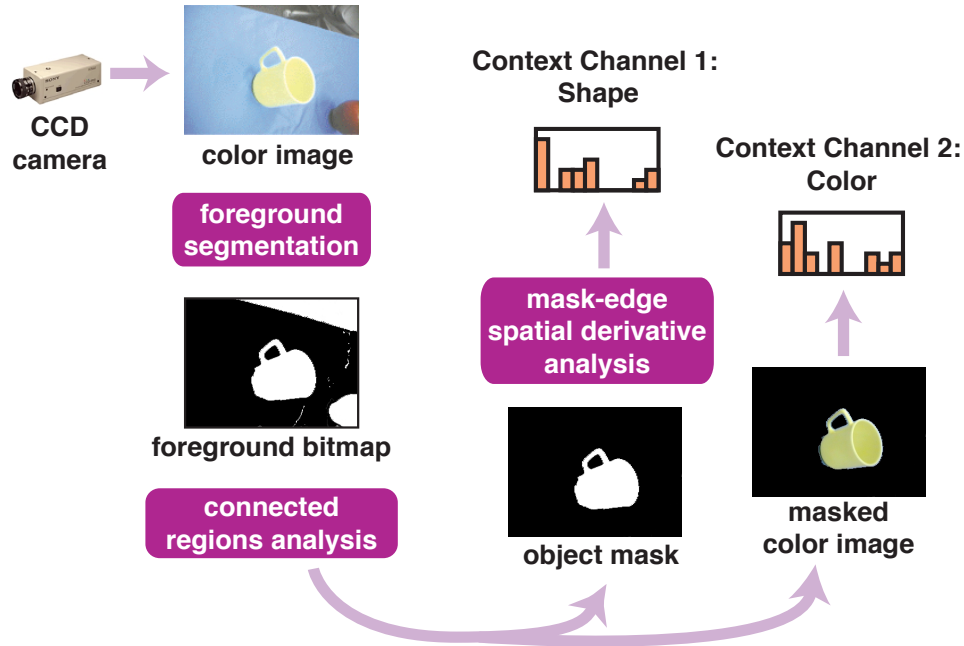 CCD
camera
color image
foreground
segmentation
foreground bitmap
connected
regions analysis
Context Channel 1:
Shape
mask-edge
spatial derivative
analysis
object mask
Context Channel 2:
Color
masked
color image
SONY